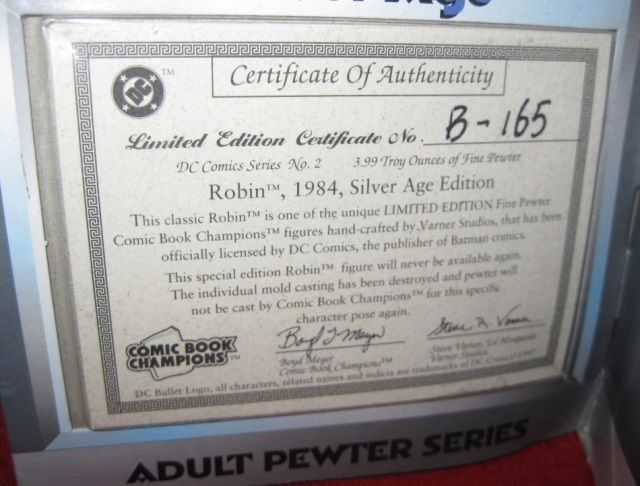 DC TM
Certificate Of Authenticity
Limited Edition Certificate No. B-165
DC Comics Series No. 2 3.99 Troy Ounces of Fine Pewter
Robin™, 1984, Silver Age Edition
This classic Robin™ is one of the unique LIMITED EDITION Fine Pewter
Comic Book Champions™ figures hand-crafted by Varner Studios, that has been
officially licensed by DC Comics, the publisher of Batman comics.
This special edition Robin™ figure will never be available again.
The individual mold casting has been destroyed and pewter will
not be cast by Comic Book Champions™ for this specific
character pose again.
COMIC BOOK
CHAMPIONS™
Boyd Meyer
Comic Book Champions™
Steve Varner,
Varner Studios
DC Bullet Logo, all characters, related names and indicia are trademarks of DC Comics 1997
ADULT PEWTER SERIES